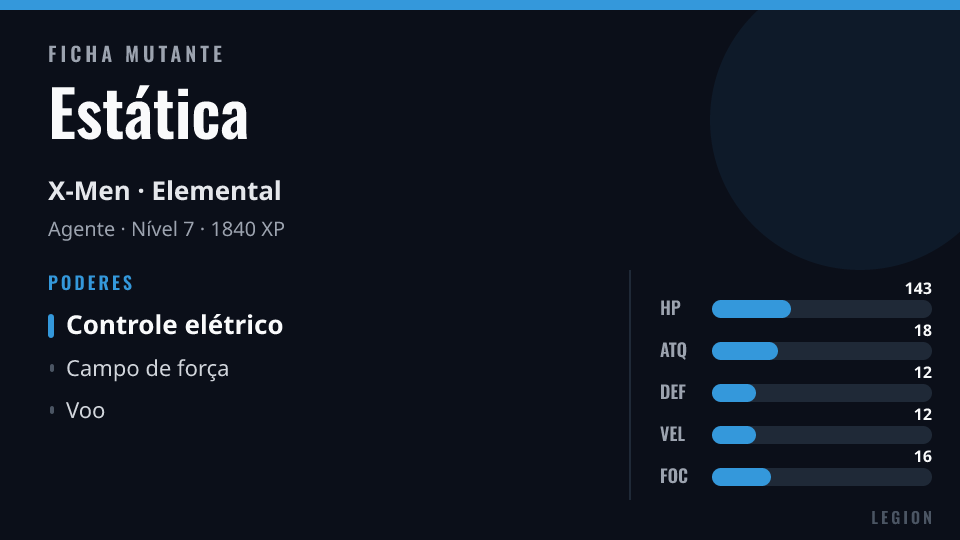 FICHA MUTANTE
Estática
X-Men · Elemental
Agente · Nível 7 · 1840 XP
PODERES
Controle elétrico
Campo de força
Voo
143
HP
18
ATQ
12
DEF
12
VEL
16
FOC
LEGION